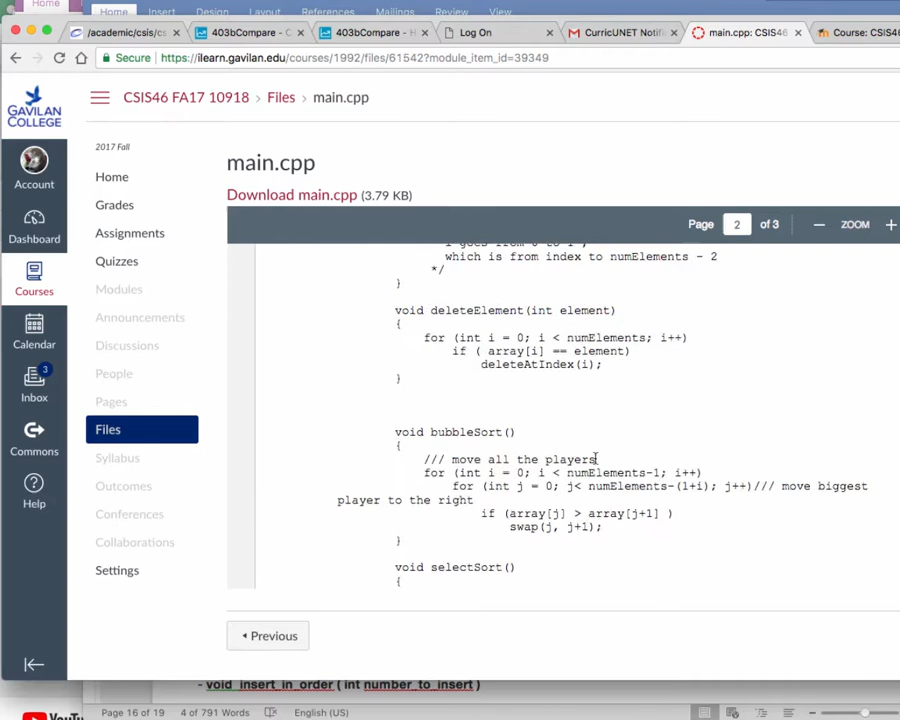 Home
Home Insert Design Layout References Mailings Review View
/academic/csis/cs × 403bCompare - C × 403bCompare - H × Log On × CurricUNET Notifi × main.cpp: CSIS46 × Course: CSIS4
Secure https://ilearn.gavilan.edu/courses/1992/files/61542?module_item_id=39349
GAVILAN
COLLEGE
CSIS46 FA17 10918 > Files > main.cpp
Account
Dashboard
Courses
Calendar
3
Inbox
Commons
Help
2017 Fall
Home
Grades
Assignments
Quizzes
Modules
Announcements
Discussions
People
Pages
Files
Syllabus
Outcomes
Conferences
Collaborations
Settings
main.cpp
Download main.cpp (3.79 KB)
Page 2 of 3 − ZOOM +
which is from index to numElements - 2
*/
}
void deleteElement(int element)
{
for (int i = 0; i < numElements; i++)
if ( array[i] == element)
deleteAtIndex(i);
}
void bubbleSort()
{
/// move all the players
for (int i = 0; i < numElements-1; i++)
for (int j = 0; j< numElements-(1+i); j++)/// move biggest
player to the right
if (array[j] > array[j+1] )
swap(j, j+1);
}
void selectSort()
{
Previous
- void insert_in_order ( int number_to_insert )
Page 16 of 19 4 of 791 Words English (US)